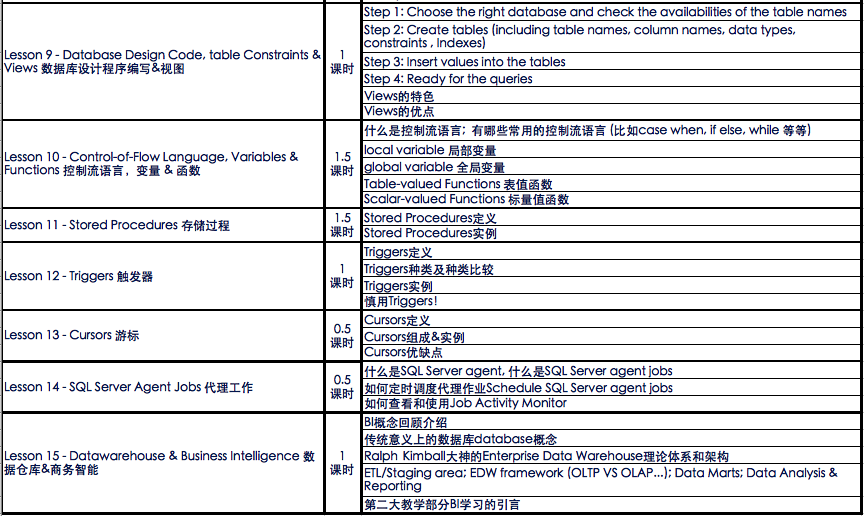 Lesson 9 - Database Design Code, table Constraints &
Views 数据库设计程序编写&视图
1
课时
Step 1: Choose the right database and check the availabilities of the table names
Step 2: Create tables (including table names, column names, data types,
constraints , Indexes)
Step 3: Insert values into the tables
Step 4: Ready for the queries
Views的特色
Views的优点
Lesson 10 - Control-of-Flow Language, Variables &
Functions 控制流语言，变量 & 函数
1.5
课时
什么是控制流语言; 有哪些常用的控制流语言 (比如case when, if else, while 等等)
local variable 局部变量
global variable 全局变量
Table-valued Functions 表值函数
Scalar-valued Functions 标量值函数
Lesson 11 - Stored Procedures 存储过程
1.5
课时
Stored Procedures定义
Stored Procedures实例
Lesson 12 - Triggers 触发器
1
课时
Triggers定义
Triggers种类及种类比较
Triggers实例
慎用Triggers!
Lesson 13 - Cursors 游标
0.5
课时
Cursors定义
Cursors组成&实例
Cursors优缺点
Lesson 14 - SQL Server Agent Jobs 代理工作
0.5
课时
什么是SQL Server agent, 什么是SQL Server agent jobs
如何定时调度代理作业Schedule SQL Server agent jobs
如何查看和使用Job Activity Monitor
Lesson 15 - Datawarehouse & Business Intelligence 数
据仓库&商务智能
1
课时
BI概念回顾介绍
传统意义上的数据库database概念
Ralph Kimball大神的Enterprise Data Warehouse理论体系和架构
ETL/Staging area; EDW framework (OLTP VS OLAP...); Data Marts; Data Analysis &
Reporting
第二大教学部分BI学习的引言